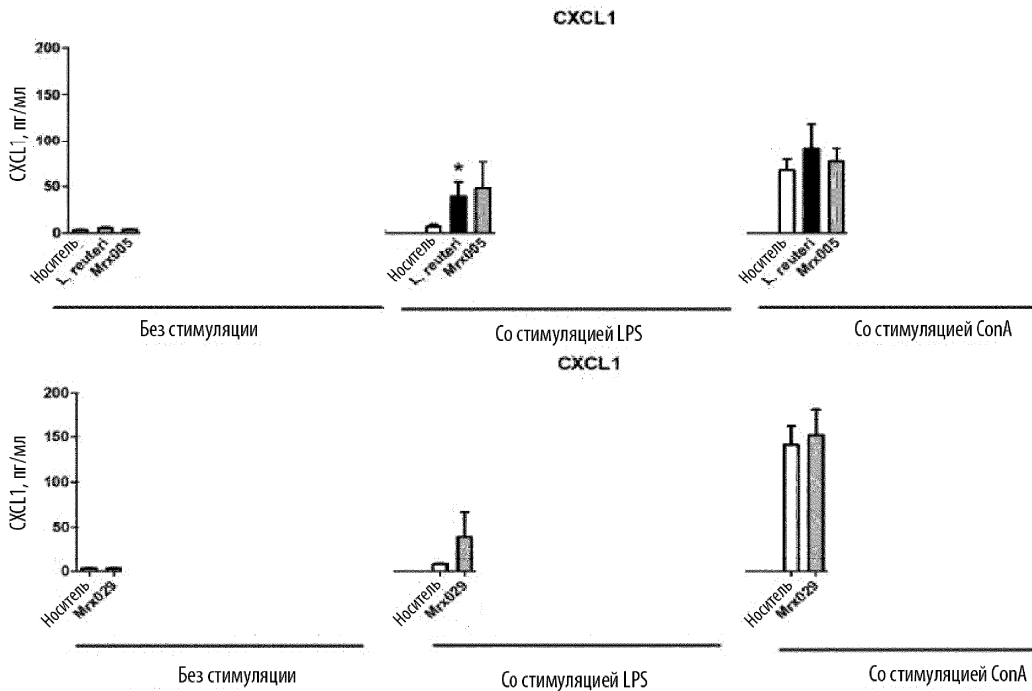 CXCL1
200
150
100
50
0
CXCL1, пг/мл
Носитель
L. reuteri
Mrx005
Носитель
L. reuteri
Mrx005
*
Носитель
L. reuteri
Mrx005
Без стимуляции
Со стимуляцией LPS
Со стимуляцией ConA
CXCL1
200
150
100
50
0
CXCL1, пг/мл
Носитель
Mrx029
Носитель
Mrx029
Носитель
Mrx029
Без стимуляции
Со стимуляцией LPS
Со стимуляцией ConA